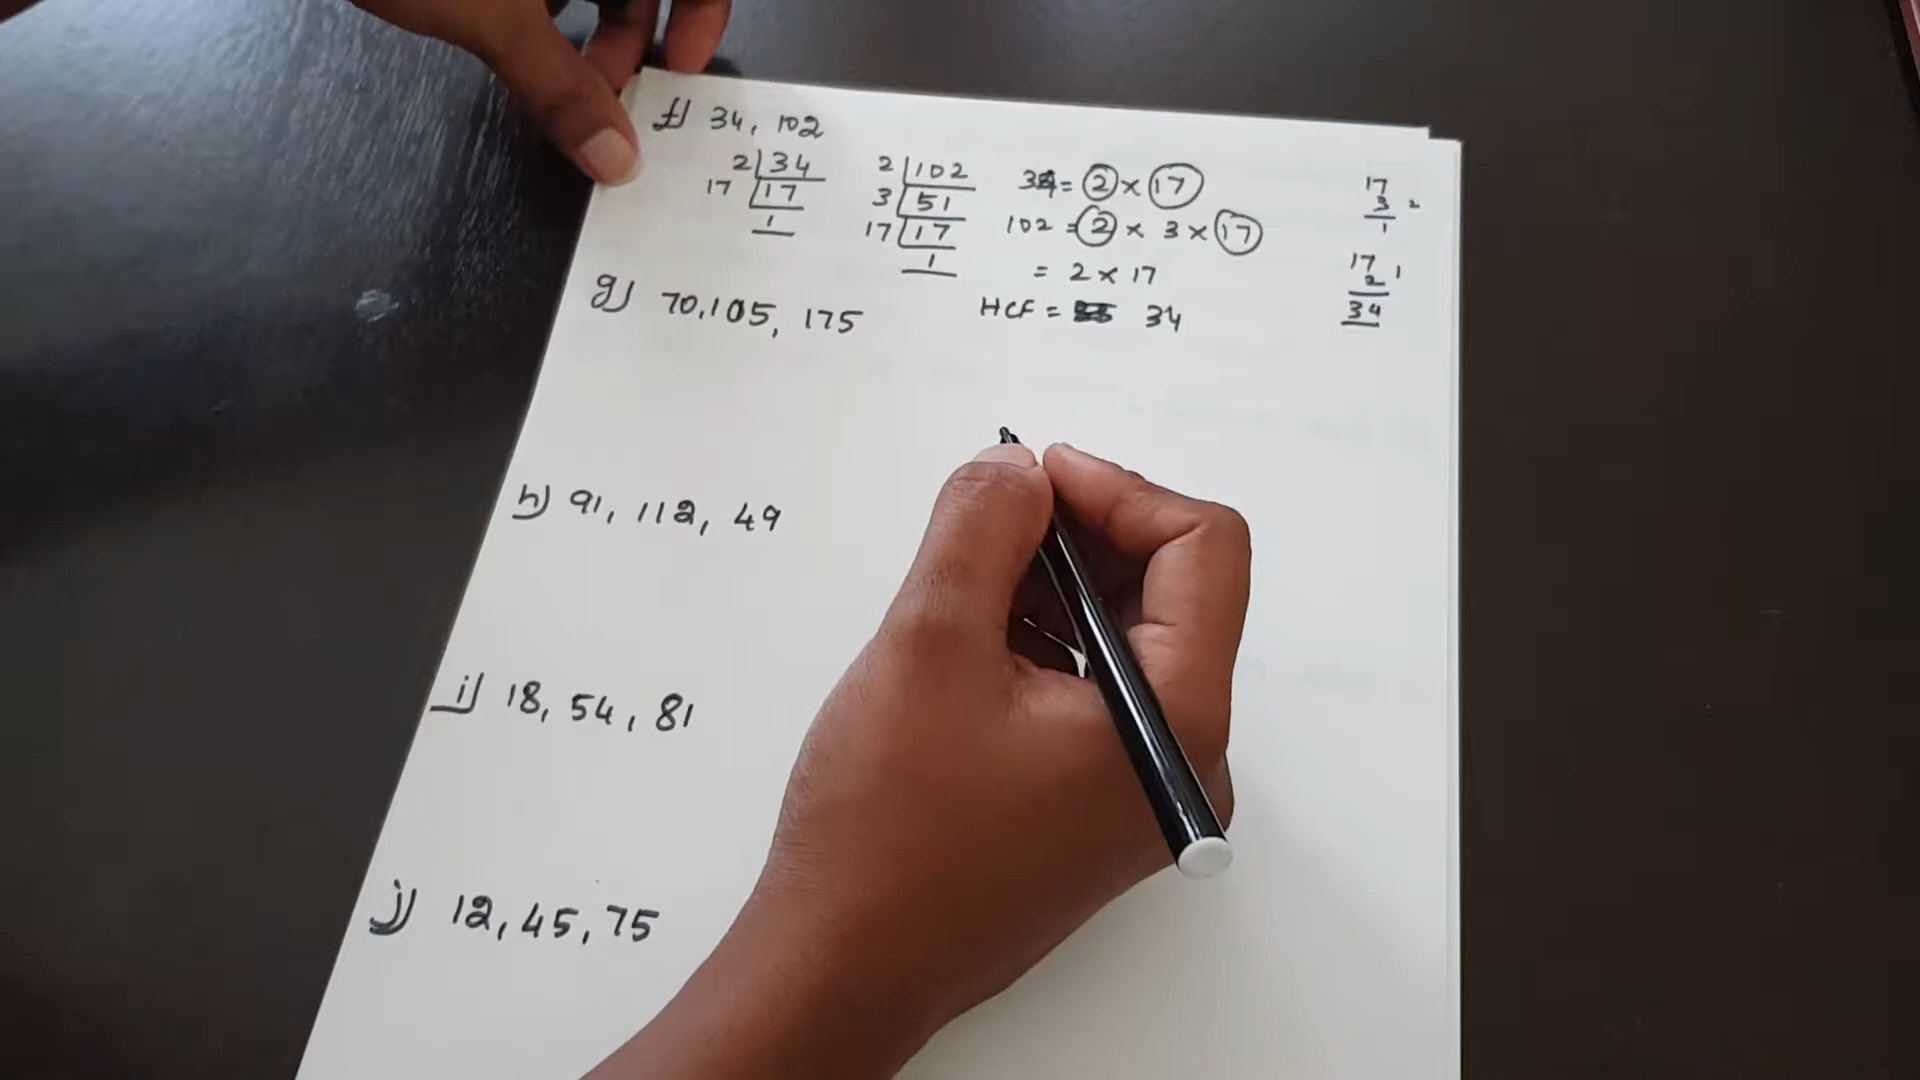 f) 34, 102
2 34
17 17
1
2 102
3 51
17 17
1
34 = 2 × 17
102 = 2 × 3 × 17
= 2 × 17
HCF = 34
17
3 2
1
17
2 1
34
g) 70, 105, 175
h) 91, 112, 49
i) 18, 54, 81
j) 12, 45, 75